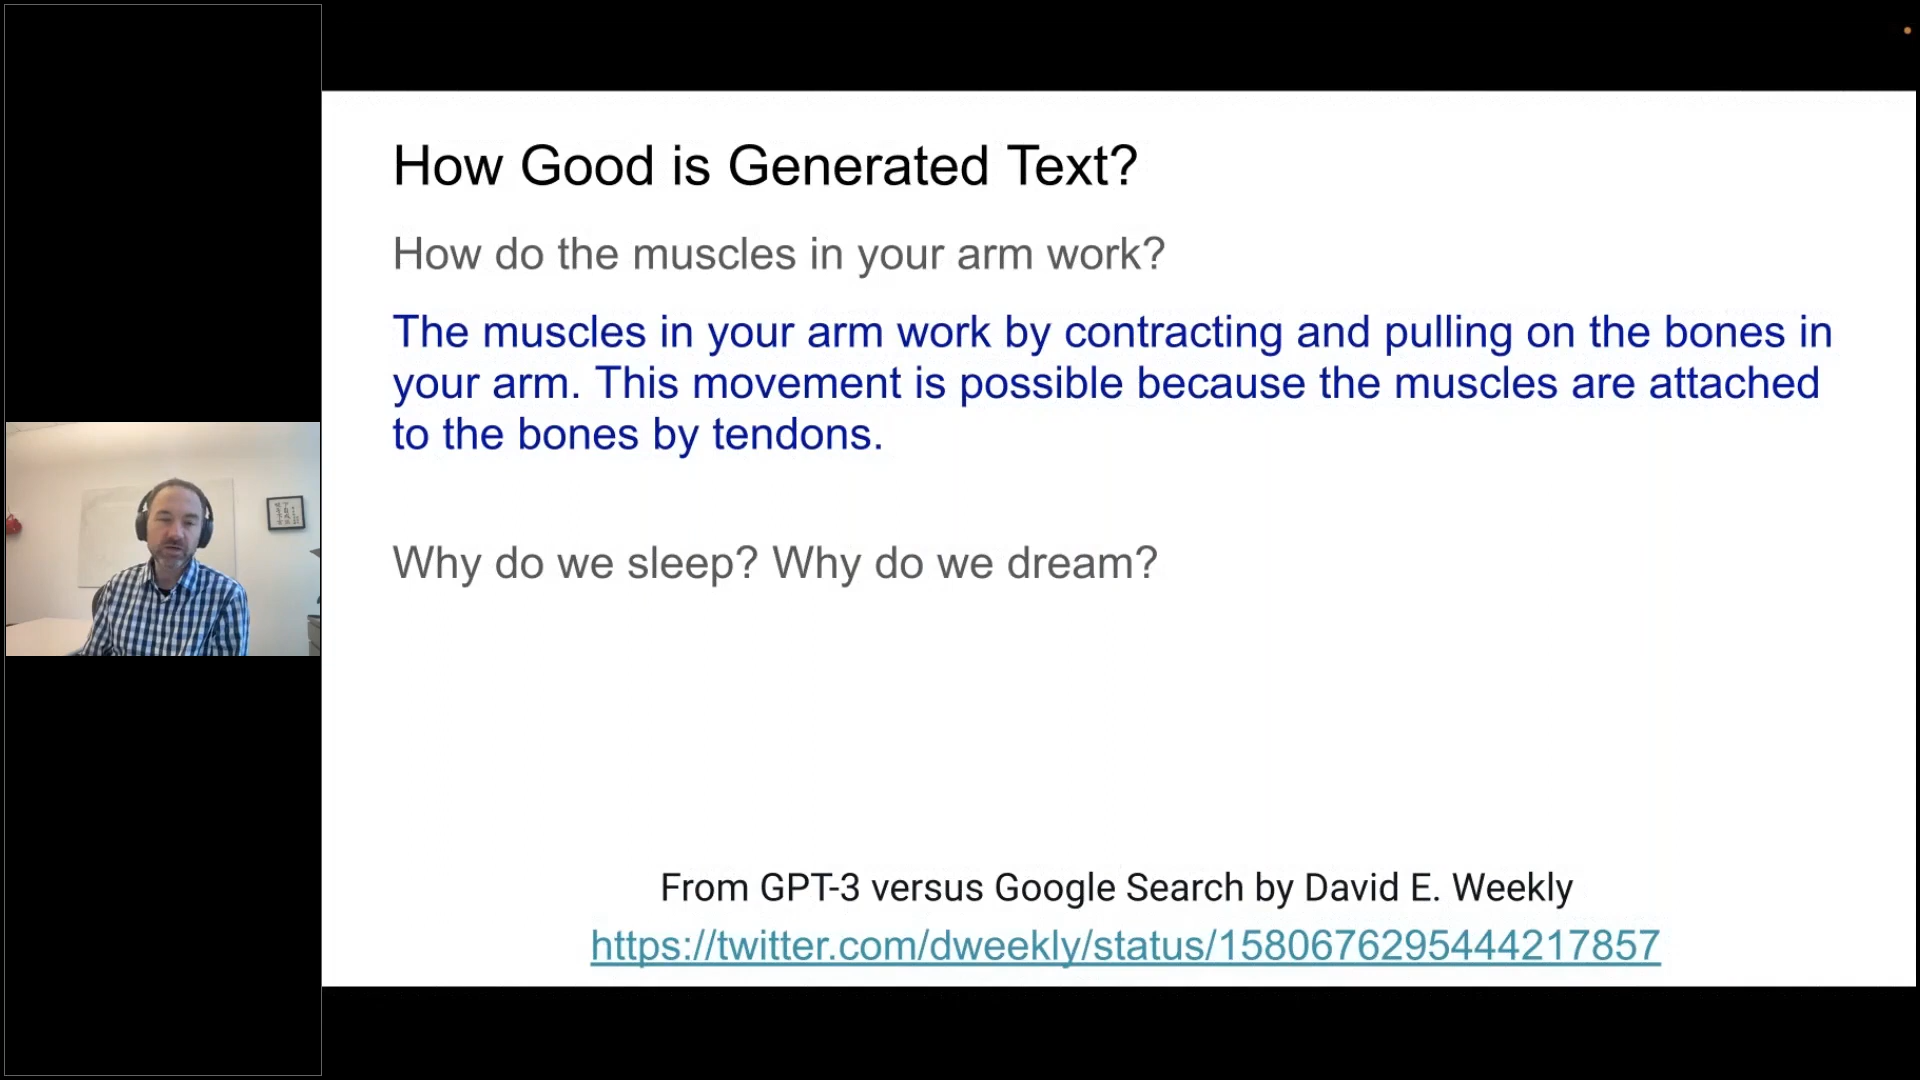 How Good is Generated Text?
How do the muscles in your arm work?
The muscles in your arm work by contracting and pulling on the bones in
your arm. This movement is possible because the muscles are attached
to the bones by tendons.
Why do we sleep? Why do we dream?
From GPT-3 versus Google Search by David E. Weekly
https://twitter.com/dweekly/status/1580676295444217857